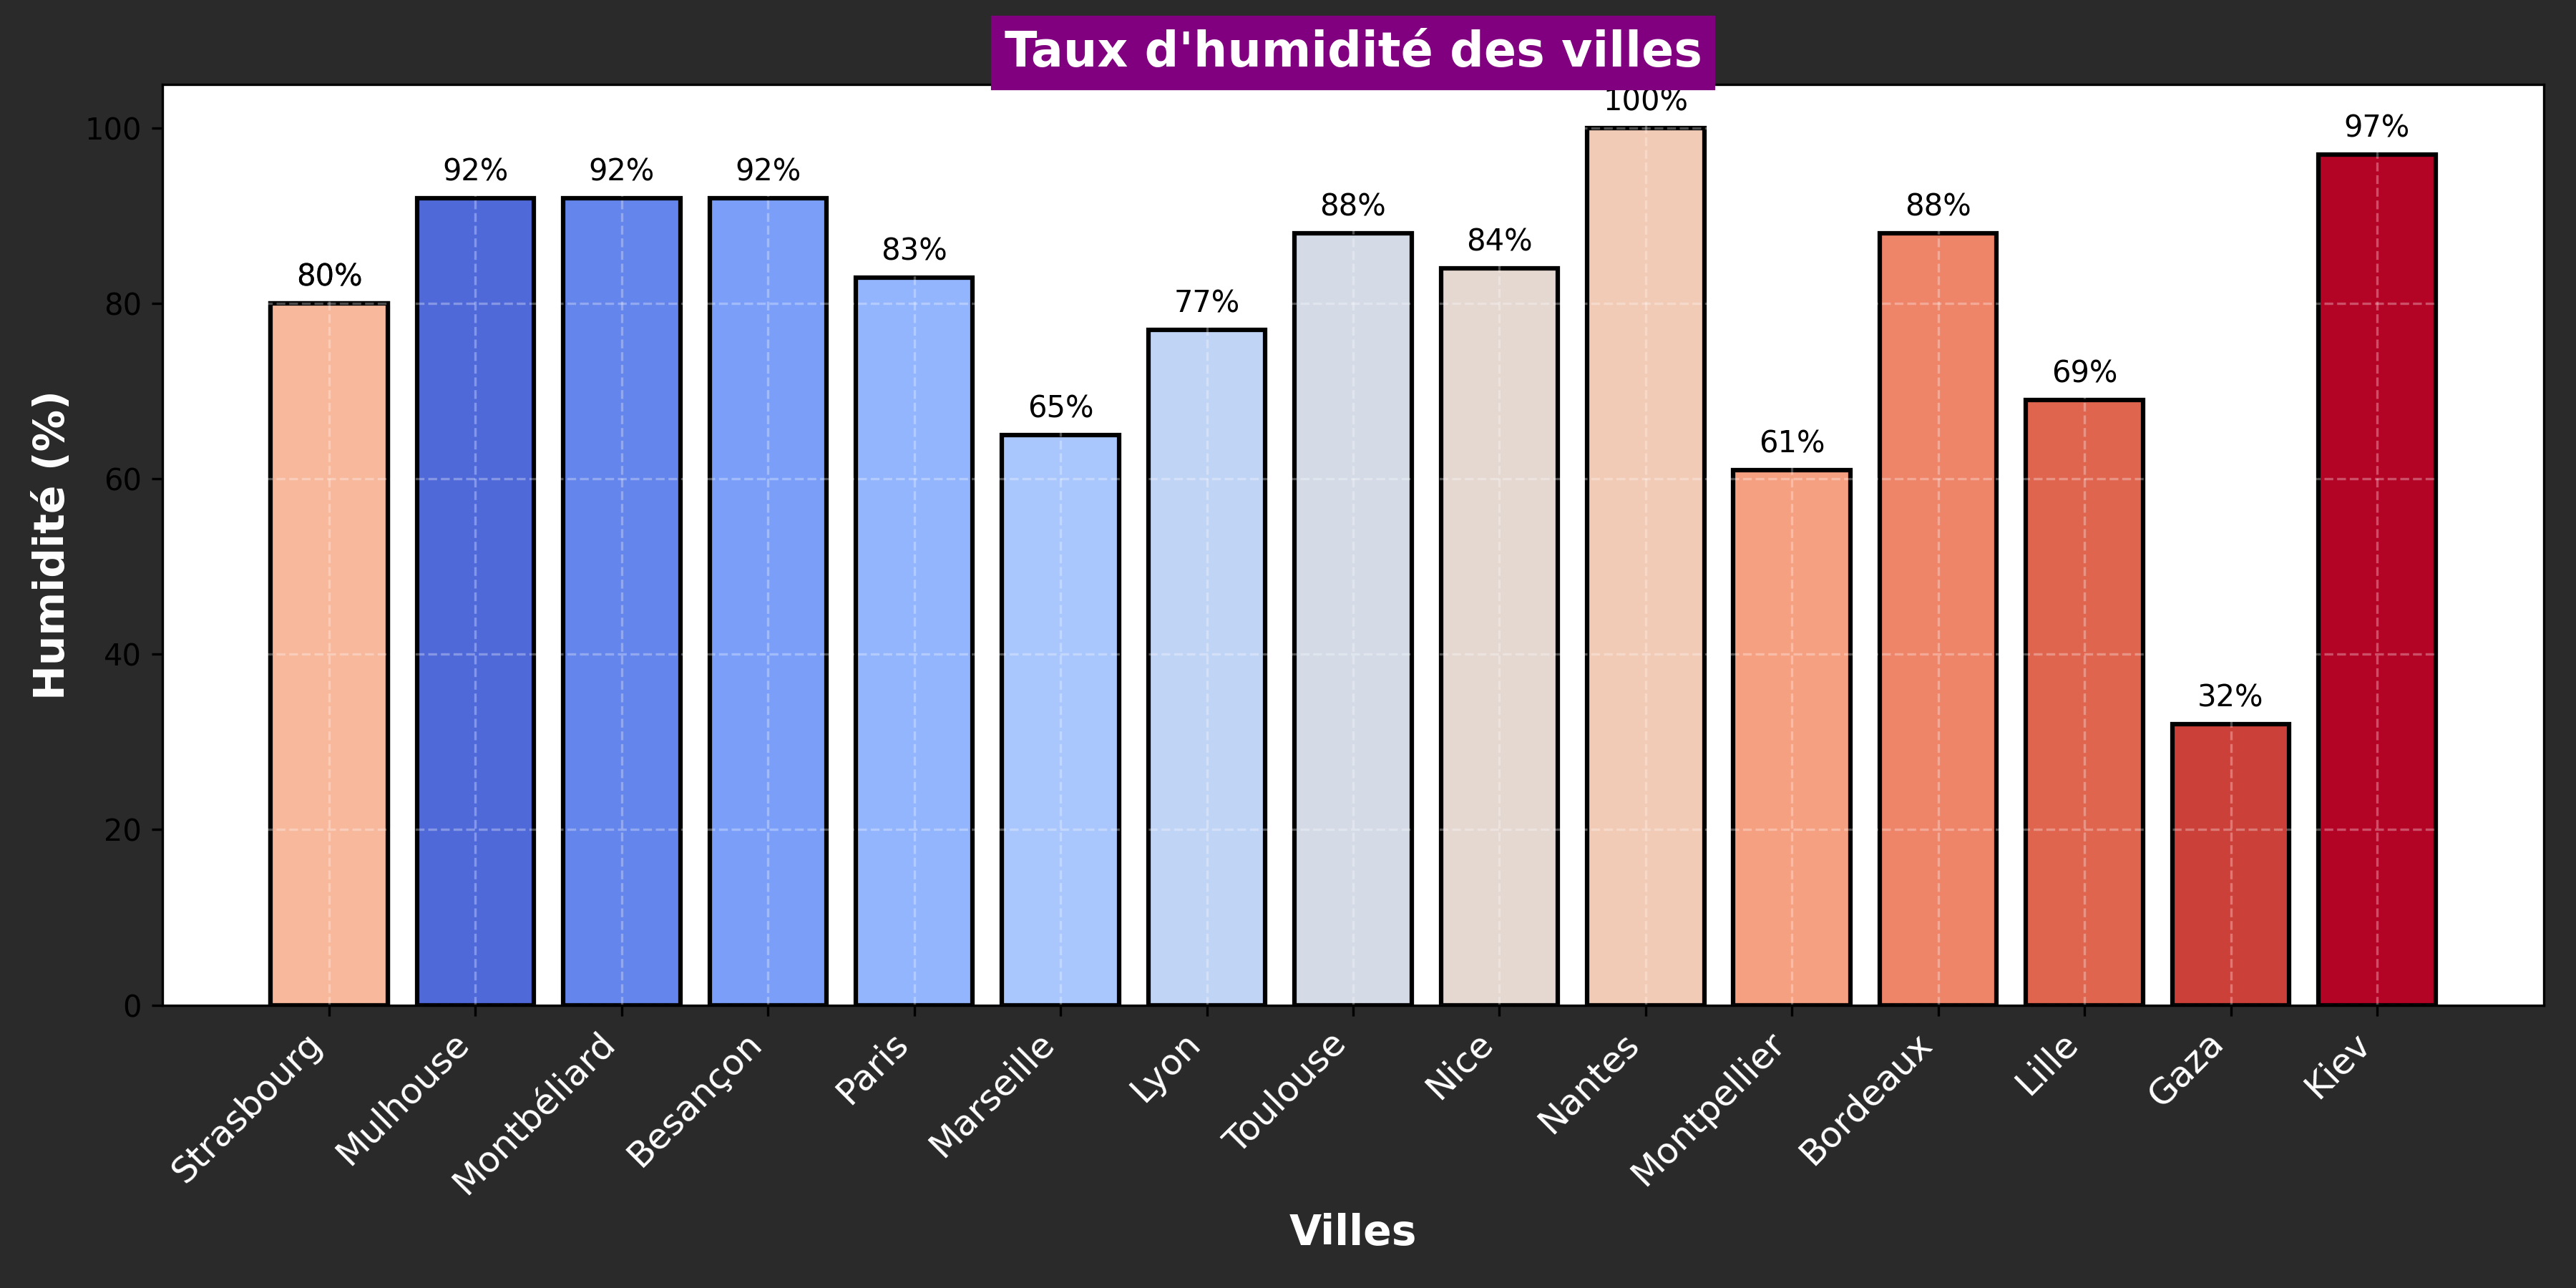 Taux d'humidité des villes
100%
97%
92%
92%
92%
88%
88%
84%
83%
80%
77%
69%
65%
61%
32%
Humidité (%)
100
80
60
40
20
0
Strasbourg
Mulhouse
Montbéliard
Besançon
Paris
Marseille
Lyon
Toulouse
Nice
Nantes
Montpellier
Bordeaux
Lille
Gaza
Kiev
Villes